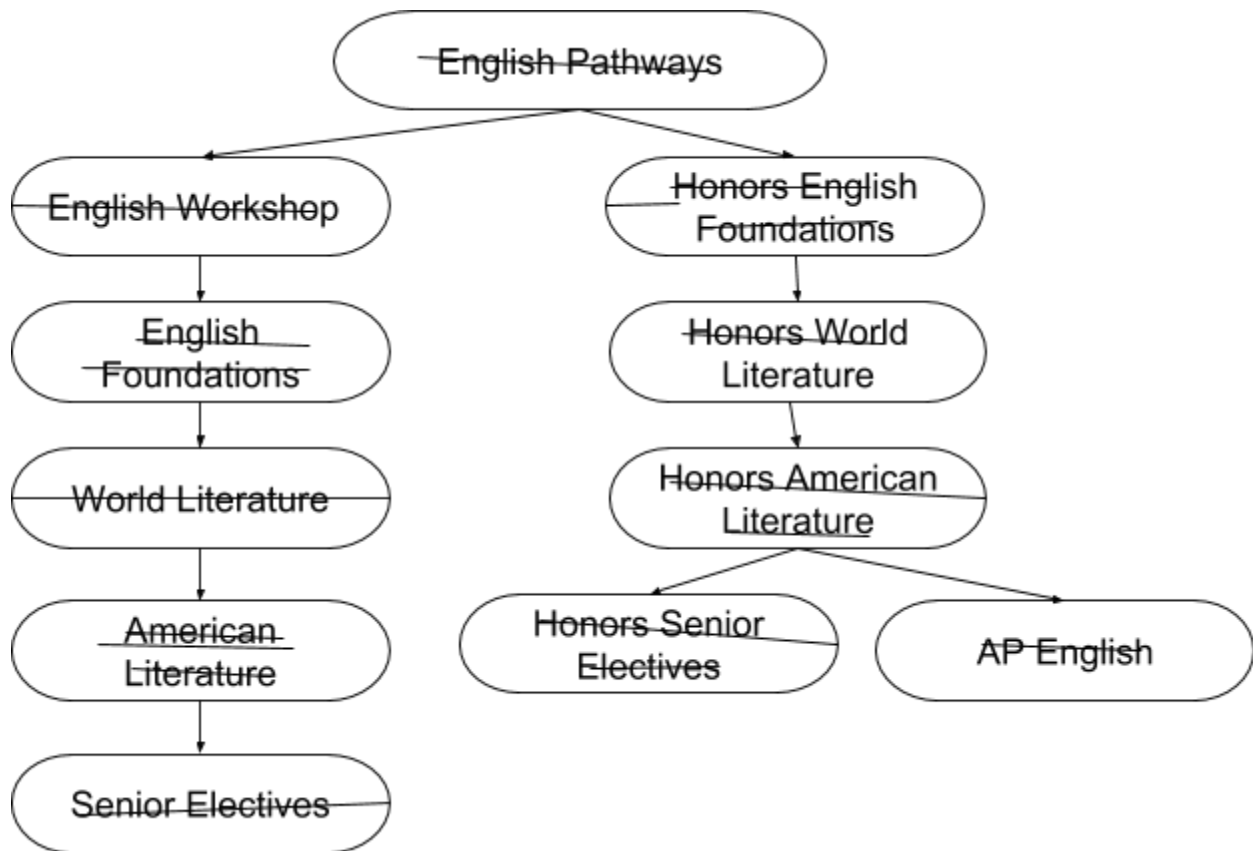 English Pathways
English Workshop
Honors English
Foundations
English
Foundations
Honors World
Literature
World Literature
Honors American
Literature
American
Literature
Honors Senior
Electives
AP English
Senior Electives